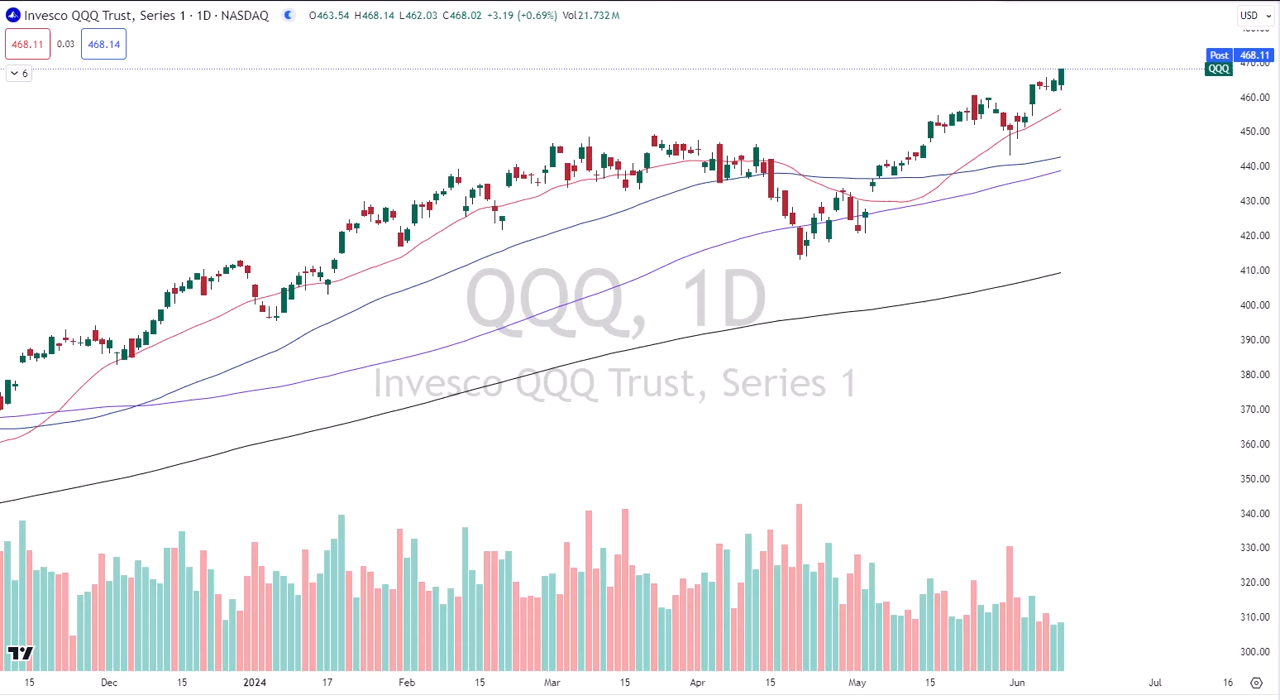 Invesco QQQ Trust, Series 1 · 1D · NASDAQ O463.54 H468.14 L462.03 C468.02 +3.19 (+0.69%) Vol21.732M USD
468.11 0.03 468.14
6
Post 468.11
470.00
QQQ
460.00
450.00
440.00
430.00
420.00
410.00
400.00
390.00
380.00
370.00
360.00
350.00
340.00
330.00
320.00
310.00
300.00
QQQ, 1D
Invesco QQQ Trust, Series 1
15 Dec 15 2024 17 Feb 15 Mar 15 Apr 15 May 15 Jun Jul 16